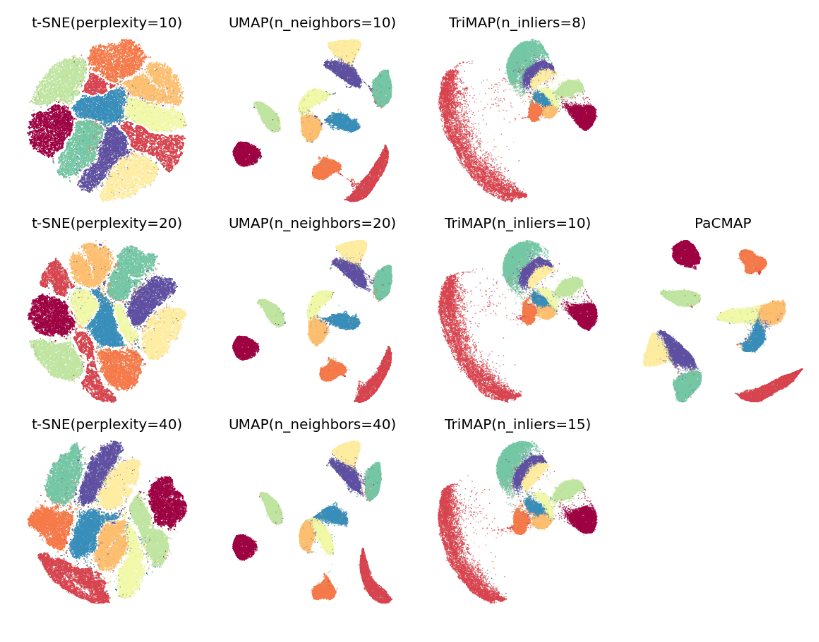 t-SNE(perplexity=10)
UMAP(n_neighbors=10)
TriMAP(n_inliers=8)
t-SNE(perplexity=20)
UMAP(n_neighbors=20)
TriMAP(n_inliers=10)
PaCMAP
t-SNE(perplexity=40)
UMAP(n_neighbors=40)
TriMAP(n_inliers=15)